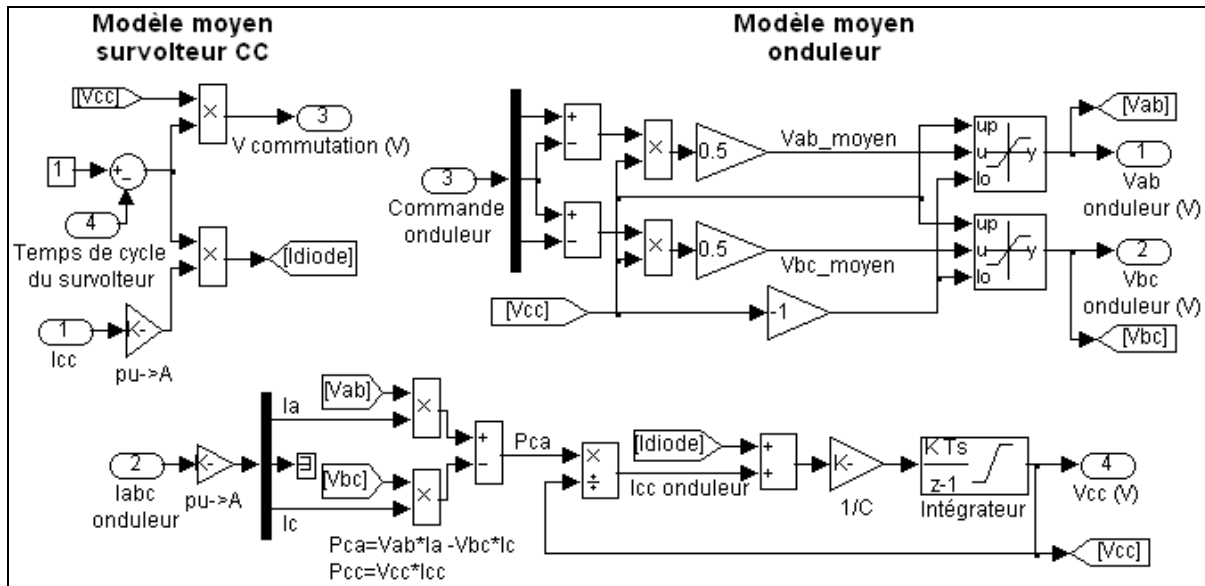 Modèle moyen
survolteur CC
Modèle moyen
onduleur
[Vcc]
×
3
V commutation (V)
1
+
−
4
Temps de cycle
du survolteur
×
[Idiode]
1
Icc
K-
pu->A
3
Commande
onduleur
+
−
×
0.5
Vab_moyen
up
u
lo
y
[Vab]
1
Vab
onduleur (V)
+
−
×
0.5
Vbc_moyen
up
u
lo
y
2
Vbc
onduleur (V)
[Vcc]
-1
[Vbc]
2
Iabc
onduleur
K-
pu->A
Ia
Ic
[Vab]
×
[Vbc]
×
+
−
Pca
Pca=Vab*Ia -Vbc*Ic
Pcc=Vcc*Icc
×
÷
[Idiode]
Icc onduleur
+
+
K-
1/C
K Ts
z-1
Intégrateur
4
Vcc (V)
[Vcc]